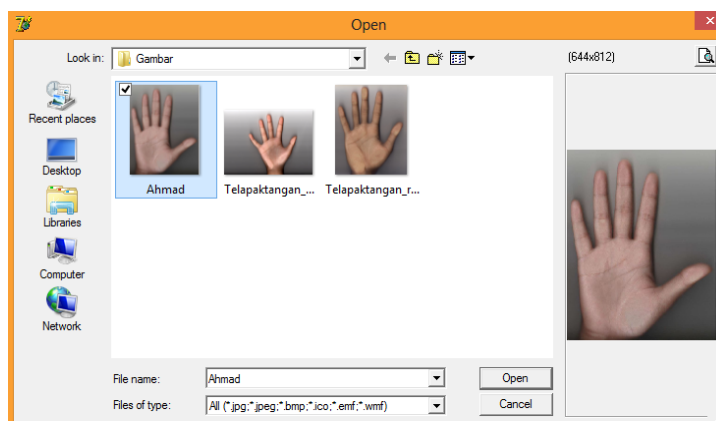 Open
Look in: Gambar (644x812)
Recent places
Desktop
Libraries
Computer
Network
Ahmad Telapaktangan_... Telapaktangan_r...
File name: Ahmad Open
Files of type: All (*.jpg;*.jpeg;*.bmp;*.ico;*.emf;*.wmf) Cancel